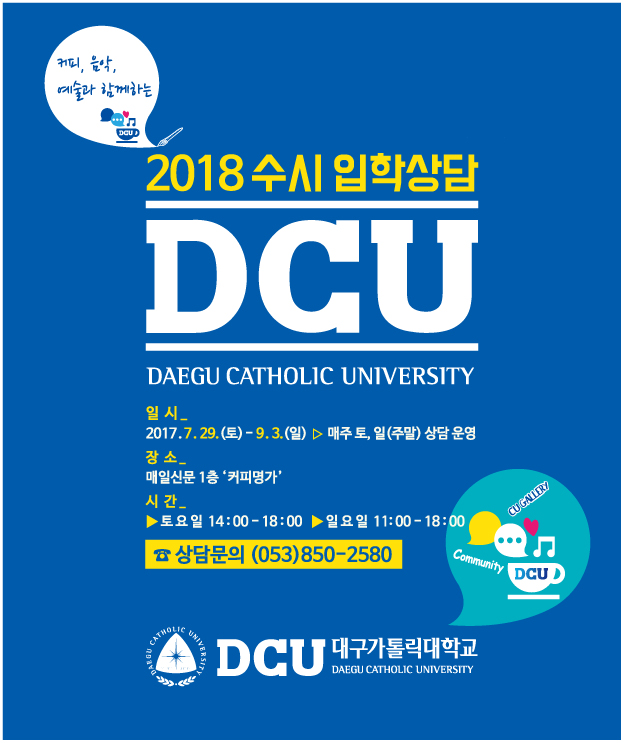 커피, 음악,
예술과 함께하는
DCU
2018 수시 입학상담
DCU
DAEGU CATHOLIC UNIVERSITY
일 시_
2017.7.29.(토)-9.3.(일) ▷ 매주 토, 일(주말) 상담 운영
장 소_
매일신문 1층 ‘커피명가’
시 간_
▶토요일 14:00-18:00 ▶일요일 11:00-18:00
☎상담문의 (053)850-2580
CU GALLERY
Community
DCU
DAEGU CATHOLIC UNIVERSITY
DCU 대구가톨릭대학교
DAEGU CATHOLIC UNIVERSITY